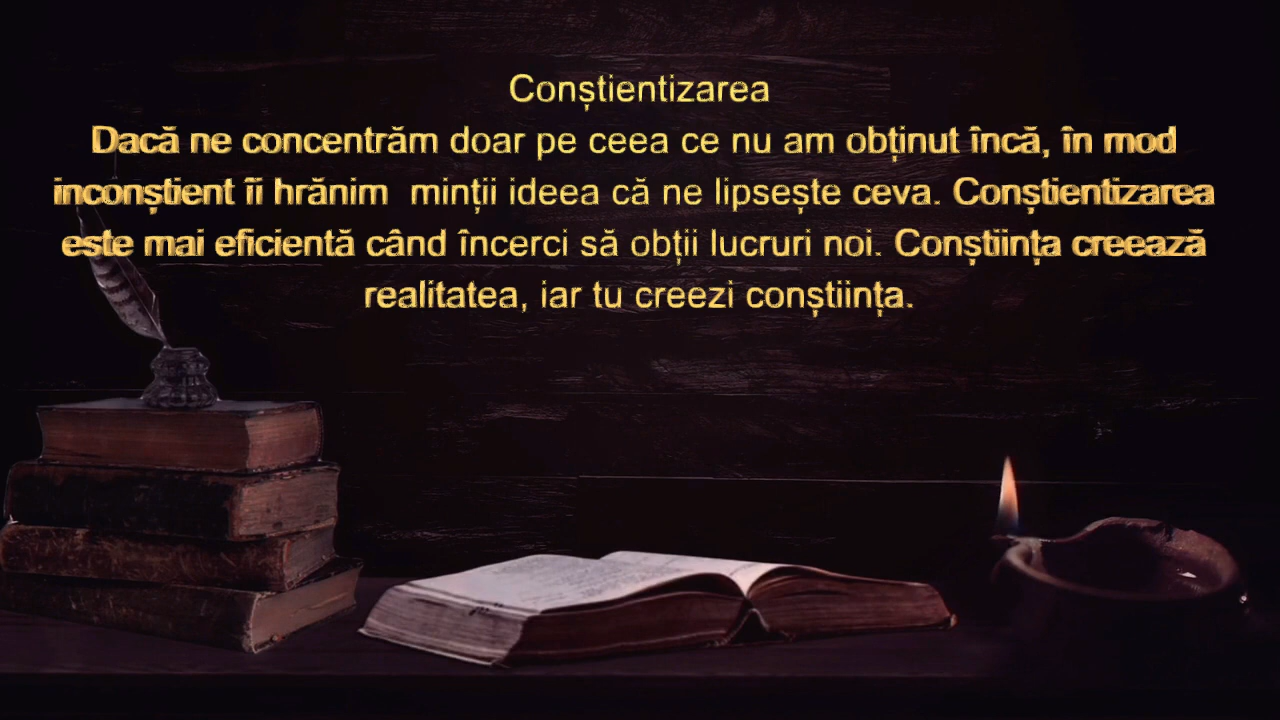 Conștientizarea
Dacă ne concentrăm doar pe ceea ce nu am obținut încă, în mod
inconștient îi hrănim minții ideea că ne lipsește ceva. Conștientizarea
este mai eficientă când încerci să obții lucruri noi. Conștiința creează
realitatea, iar tu creezi conștiința.